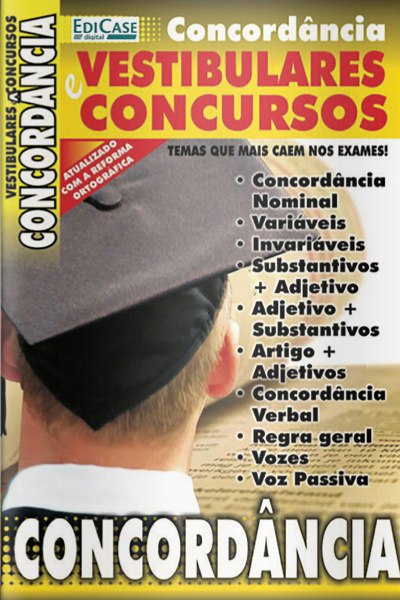 EDICASE
digital
Concordância
e
VESTIBULARES
CONCURSOS
VESTIBULARES e CONCURSOS
CONCORDÂNCIA
ATUALIZADO
COM A REFORMA
ORTOGRÁFICA
TEMAS QUE MAIS CAEM NOS EXAMES!
• Concordância
Nominal
• Variáveis
• Invariáveis
• Substantivos
+ Adjetivo
• Adjetivo +
Substantivos
• Artigo +
Adjetivos
• Concordância
Verbal
• Regra geral
• Vozes
• Voz Passiva
CONCORDÂNCIA